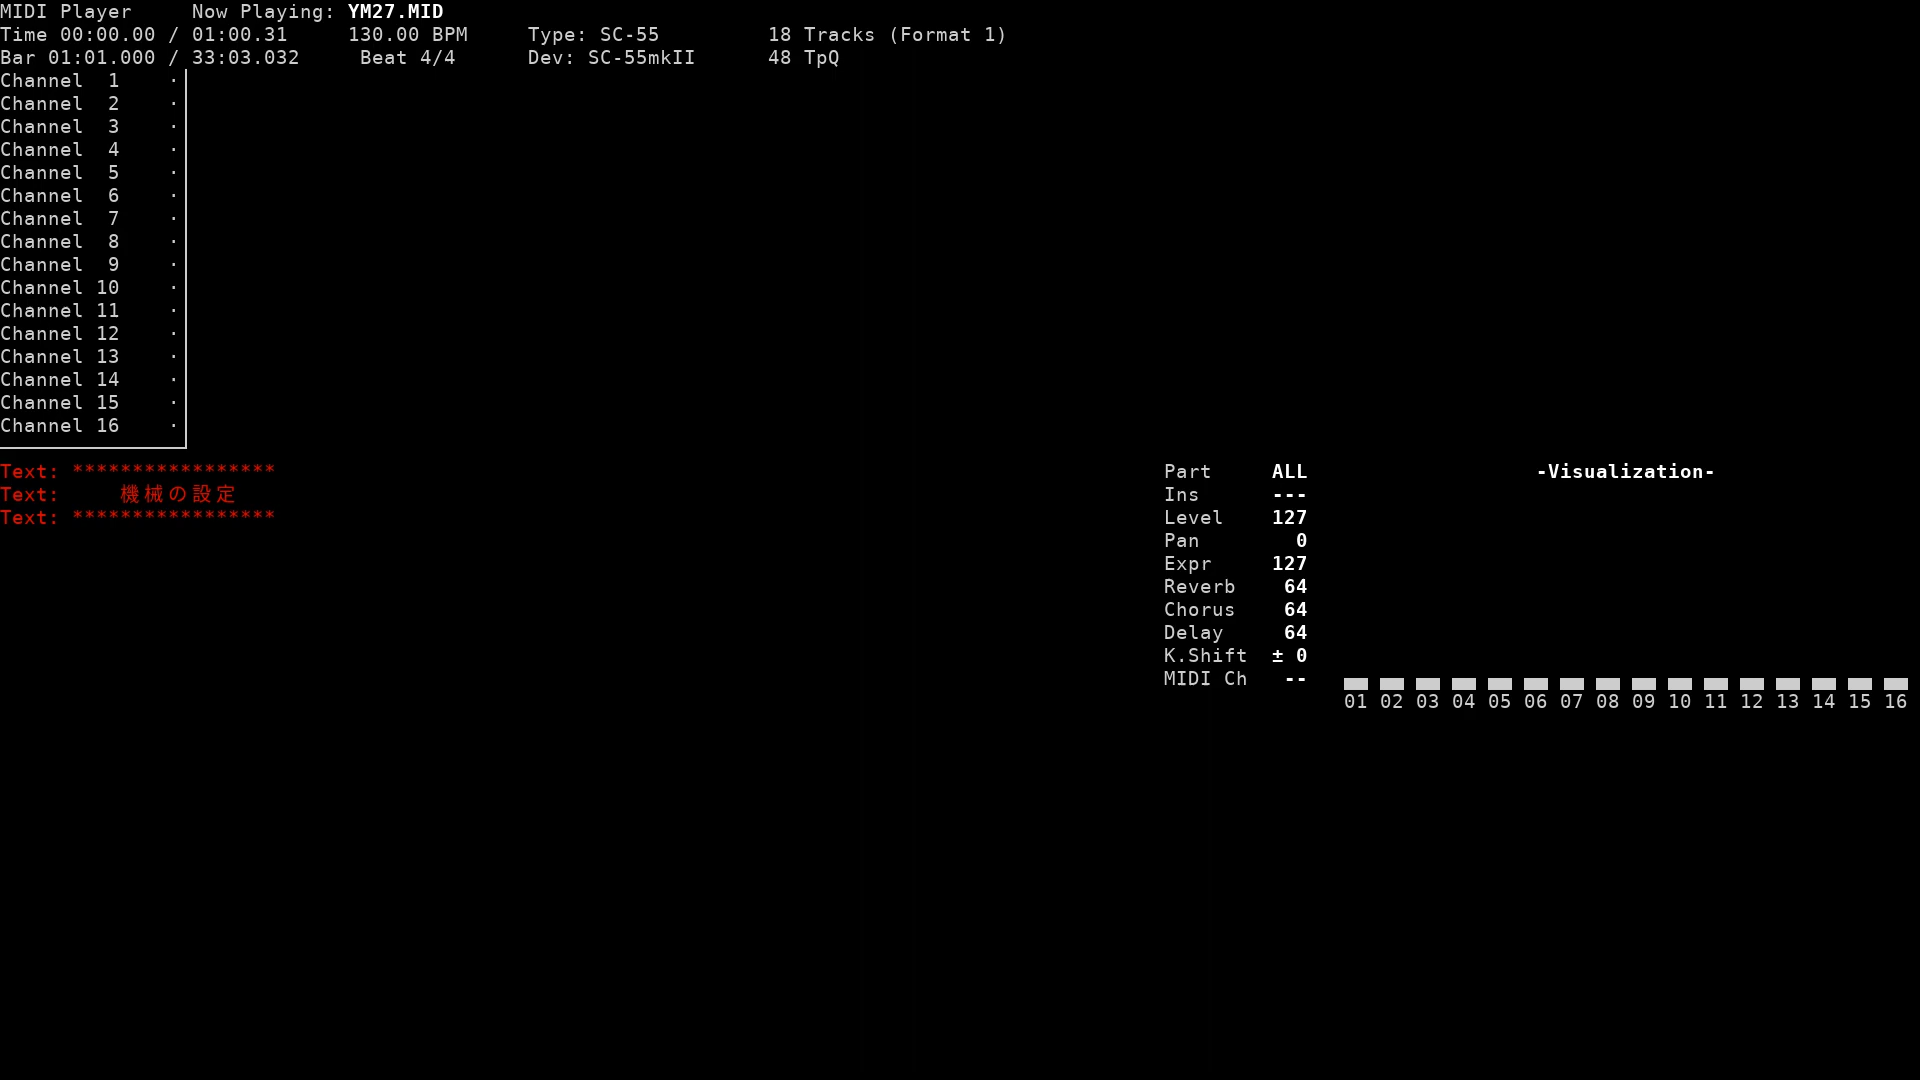 MIDI Player     Now Playing: YM27.MID
Time 00:00.00 / 01:00.31     130.00 BPM     Type: SC-55         18 Tracks (Format 1)
Bar 01:01.000 / 33:03.032     Beat 4/4      Dev: SC-55mkII      48 TpQ
Channel  1    ·
Channel  2    ·
Channel  3    ·
Channel  4    ·
Channel  5    ·
Channel  6    ·
Channel  7    ·
Channel  8    ·
Channel  9    ·
Channel 10    ·
Channel 11    ·
Channel 12    ·
Channel 13    ·
Channel 14    ·
Channel 15    ·
Channel 16    ·
Text: *****************
Text:     機械の設定
Text: *****************
Part     ALL
Ins      ---
Level    127
Pan        0
Expr     127
Reverb    64
Chorus    64
Delay     64
K.Shift  ± 0
MIDI Ch   --
-Visualization-
01 02 03 04 05 06 07 08 09 10 11 12 13 14 15 16